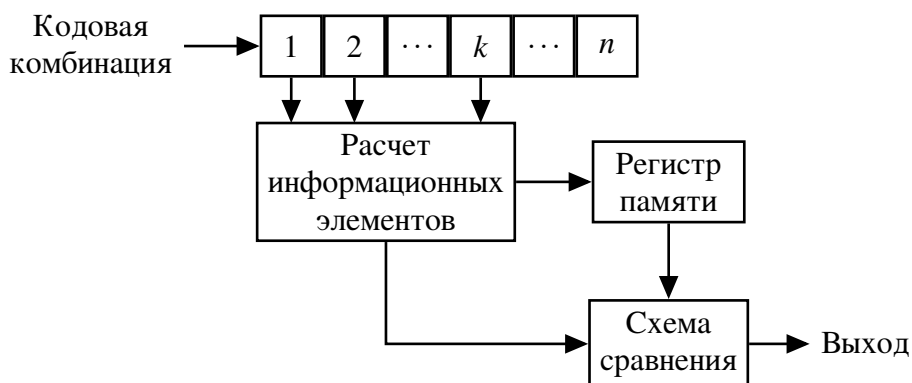 Кодовая
комбинация
1 2 ··· k ··· n
Расчет
информационных
элементов
Регистр
памяти
Схема
сравнения
Выход